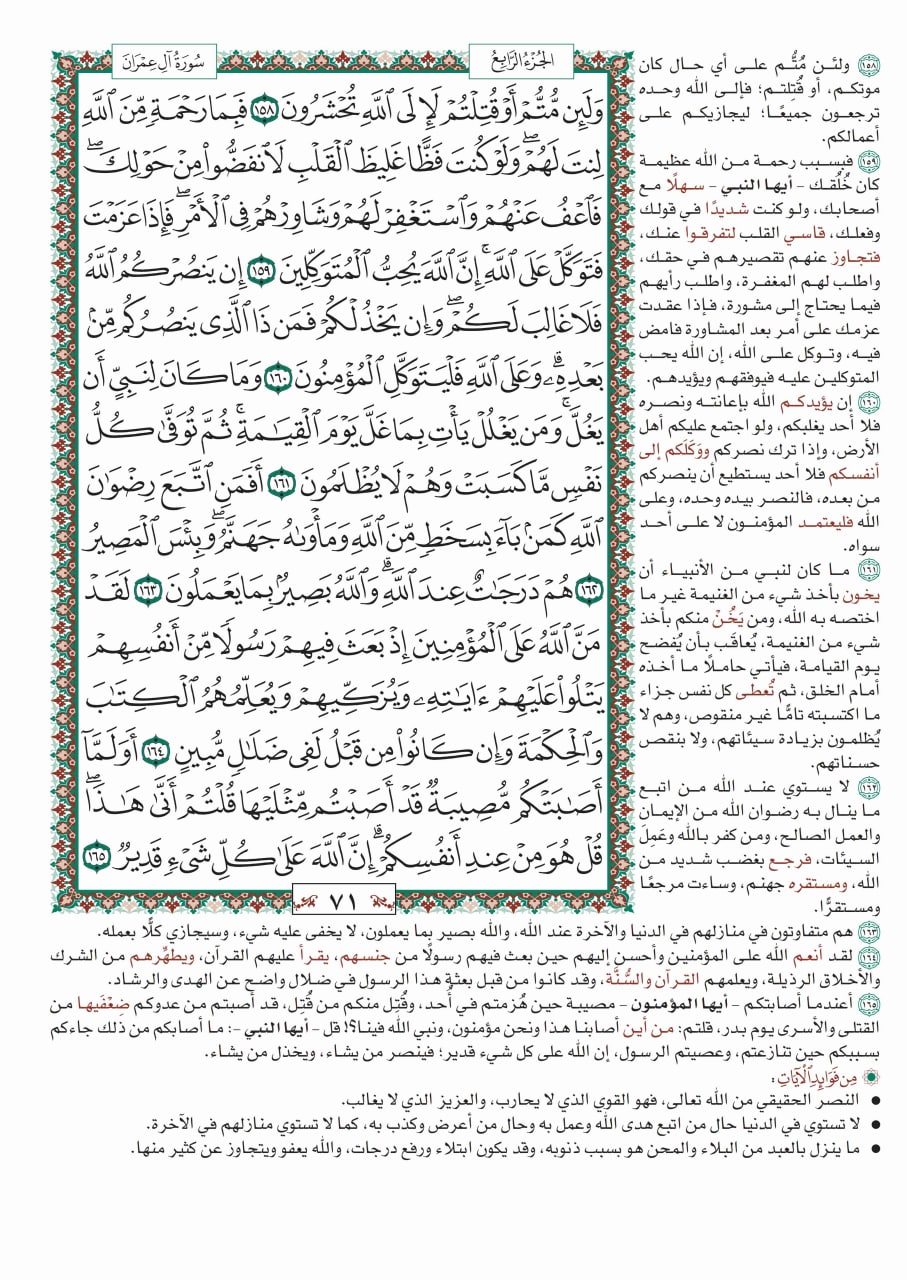 الجُزْءُ الرَّابِعُ
سُورَةُ آلِ عِمْرَانَ
وَلَئِن مُّتُّمْ أَوْ قُتِلْتُمْ لَإِلَى ٱللَّهِ تُحْشَرُونَ ١٥٨ فَبِمَا رَحْمَةٍ مِّنَ ٱللَّهِ
لِنتَ لَهُمْۖ وَلَوْ كُنتَ فَظًّا غَلِيظَ ٱلْقَلْبِ لَٱنفَضُّوا۟ مِنْ حَوْلِكَۖ
فَٱعْفُ عَنْهُمْ وَٱسْتَغْفِرْ لَهُمْ وَشَاوِرْهُمْ فِي ٱلْأَمْرِۖ فَإِذَا عَزَمْتَ
فَتَوَكَّلْ عَلَى ٱللَّهِۚ إِنَّ ٱللَّهَ يُحِبُّ ٱلْمُتَوَكِّلِينَ ١٥٩ إِن يَنصُرْكُمُ ٱللَّهُ
فَلَا غَالِبَ لَكُمْۖ وَإِن يَخْذُلْكُمْ فَمَن ذَا ٱلَّذِي يَنصُرُكُم مِّنۢ
بَعْدِهِۦۗ وَعَلَى ٱللَّهِ فَلْيَتَوَكَّلِ ٱلْمُؤْمِنُونَ ١٦٠ وَمَا كَانَ لِنَبِيٍّ أَن
يَغُلَّۚ وَمَن يَغْلُلْ يَأْتِ بِمَا غَلَّ يَوْمَ ٱلْقِيَٰمَةِۚ ثُمَّ تُوَفَّىٰ كُلُّ
نَفْسٍ مَّا كَسَبَتْ وَهُمْ لَا يُظْلَمُونَ ١٦١ أَفَمَنِ ٱتَّبَعَ رِضْوَٰنَ
ٱللَّهِ كَمَنۢ بَآءَ بِسَخَطٍ مِّنَ ٱللَّهِ وَمَأْوَىٰهُ جَهَنَّمُۖ وَبِئْسَ ٱلْمَصِيرُ
١٦٢ هُمْ دَرَجَٰتٌ عِندَ ٱللَّهِۗ وَٱللَّهُ بَصِيرٌۢ بِمَا يَعْمَلُونَ ١٦٣ لَقَدْ
مَنَّ ٱللَّهُ عَلَى ٱلْمُؤْمِنِينَ إِذْ بَعَثَ فِيهِمْ رَسُولًا مِّنْ أَنفُسِهِمْ
يَتْلُوا۟ عَلَيْهِمْ ءَايَٰتِهِۦ وَيُزَكِّيهِمْ وَيُعَلِّمُهُمُ ٱلْكِتَٰبَ
وَٱلْحِكْمَةَ وَإِن كَانُوا۟ مِن قَبْلُ لَفِي ضَلَٰلٍ مُّبِينٍ ١٦٤ أَوَلَمَّآ
أَصَٰبَتْكُم مُّصِيبَةٌ قَدْ أَصَبْتُم مِّثْلَيْهَا قُلْتُمْ أَنَّىٰ هَٰذَاۖ
قُلْ هُوَ مِنْ عِندِ أَنفُسِكُمْۗ إِنَّ ٱللَّهَ عَلَىٰ كُلِّ شَيْءٍ قَدِيرٌ ١٦٥
٧١
١٥٨ ولئن مُّتُّم على أي حال كان
موتكم، أو قُتِلتم؛ فإلى الله وحده
ترجعون جميعًا؛ ليجازيكم على
أعمالكم.
١٥٩ فبسبب رحمة من الله عظيمة
كان خُلُقك - أيها النبي - سهلًا مع
أصحابك، ولو كنت شديدًا في قولك
وفعلك، قاسي القلب لتفرقوا عنك،
فتجاوز عنهم تقصيرهم في حقك،
واطلب لهم المغفرة، واطلب رأيهم
فيما يحتاج إلى مشورة، فإذا عقدت
عزمك على أمر بعد المشاورة فامض
فيه، وتوكل على الله، إن الله يحب
المتوكلين عليه فيوفقهم ويؤيدهم.
١٦٠ إن يؤيدكم الله بإعانته ونصره
فلا أحد يغلبكم، ولو اجتمع عليكم أهل
الأرض، وإذا ترك نصركم ووَكَلَكم إلى
أنفسكم فلا أحد يستطيع أن ينصركم
من بعده، فالنصر بيده وحده، وعلى
الله فليعتمد المؤمنون لا على أحد
سواه.
١٦١ ما كان لنبي من الأنبياء أن
يخون بأخذ شيء من الغنيمة غير ما
اختصه به الله، ومن يَخُنْ منكم بأخذ
شيء من الغنيمة، يُعاقَب بأن يُفضح
يوم القيامة، فيأتي حاملًا ما أخذه
أمام الخلق، ثم تُعطى كل نفس جزاء
ما اكتسبته تامًّا غير منقوص، وهم لا
يُظلمون بزيادة سيئاتهم، ولا بنقص
حسناتهم.
١٦٢ لا يستوي عند الله من اتبع
ما ينال به رضوان الله من الإيمان
والعمل الصالح، ومن كفر بالله وعَمِلَ
السيئات، فرجع بغضب شديد من
الله، ومستقره جهنم، وساءت مرجعًا
ومستقرًّا.
١٦٣ هم متفاوتون في منازلهم في الدنيا والآخرة عند الله، والله بصير بما يعملون، لا يخفى عليه شيء، وسيجازي كلًّا بعمله.
١٦٤ لقد أنعم الله على المؤمنين وأحسن إليهم حين بعث فيهم رسولًا من جنسهم، يقرأ عليهم القرآن، ويطهِّرهم من الشرك
والأخلاق الرذيلة، ويعلمهم القرآن والسُّنَّة، وقد كانوا من قبل بعثة هذا الرسول في ضلال واضح عن الهدى والرشاد.
١٦٥ أعندما أصابتكم - أيها المؤمنون - مصيبة حين هُزمتم في أُحد، وقُتِل منكم من قُتِل، قد أصبتم من عدوكم ضِعْفَيها من
القتلى والأسرى يوم بدر، قلتم: من أين أصابنا هذا ونحن مؤمنون، ونبي الله فينا؟! قل - أيها النبي -: ما أصابكم من ذلك جاءكم
بسببكم حين تنازعتم، وعصيتم الرسول، إن الله على كل شيء قدير؛ فينصر من يشاء، ويخذل من يشاء.
مِن فَوَائِدِ الْآيَاتِ:
● النصر الحقيقي من الله تعالى، فهو القوي الذي لا يحارب، والعزيز الذي لا يغالب.
● لا تستوي في الدنيا حال من اتبع هدى الله وعمل به وحال من أعرض وكذب به، كما لا تستوي منازلهم في الآخرة.
● ما ينزل بالعبد من البلاء والمحن هو بسبب ذنوبه، وقد يكون ابتلاء ورفع درجات، والله يعفو ويتجاوز عن كثير منها.